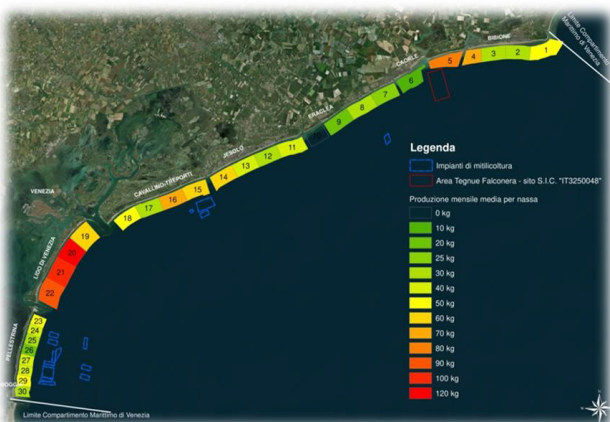 Limite Compartimento
Marittimo di Venezia
BIBIONE
CAORLE
ERACLEA
JESOLO
CAVALLINO-TREPORTI
VENEZIA
LIDO DI VENEZIA
PELLESTRINA
1
2
3
4
5
6
7
8
9
11
12
13
14
15
16
17
18
19
20
21
22
23
24
25
26
27
28
29
30
Legenda
Impianti di mitilicoltura
Area Tegnue Falconera - sito S.I.C. "IT3250048"
Produzione mensile media per nassa
0 kg
10 kg
20 kg
25 kg
30 kg
40 kg
50 kg
60 kg
70 kg
80 kg
90 kg
100 kg
120 kg
Limite Compartimento Marittimo di Venezia